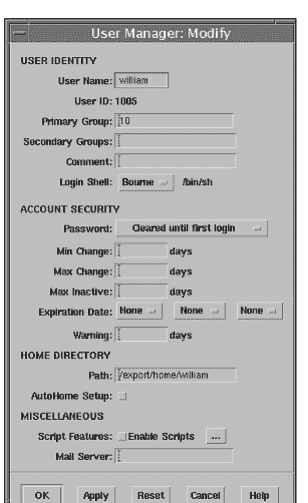 User Manager: Modify
USER IDENTITY
User Name: william
User ID: 1005
Primary Group: 10
Secondary Groups:
Comment:
Login Shell: Bourne /bin/sh
ACCOUNT SECURITY
Password: Cleared until first login
Min Change: days
Max Change: days
Max Inactive: days
Expiration Date: None None None
Warning: days
HOME DIRECTORY
Path: /export/home/william
AutoHome Setup:
MISCELLANEOUS
Script Features: Enable Scripts ...
Mail Server:
OK Apply Reset Cancel Help